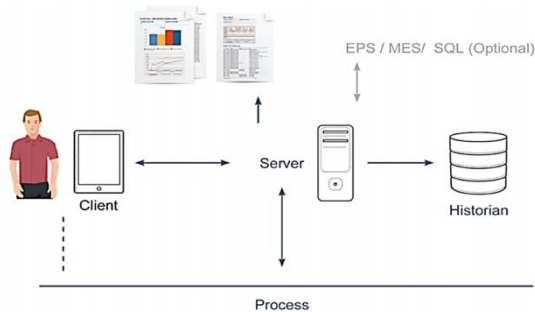 EPS / MES/ SQL (Optional)
Server
Client
Historian
Process